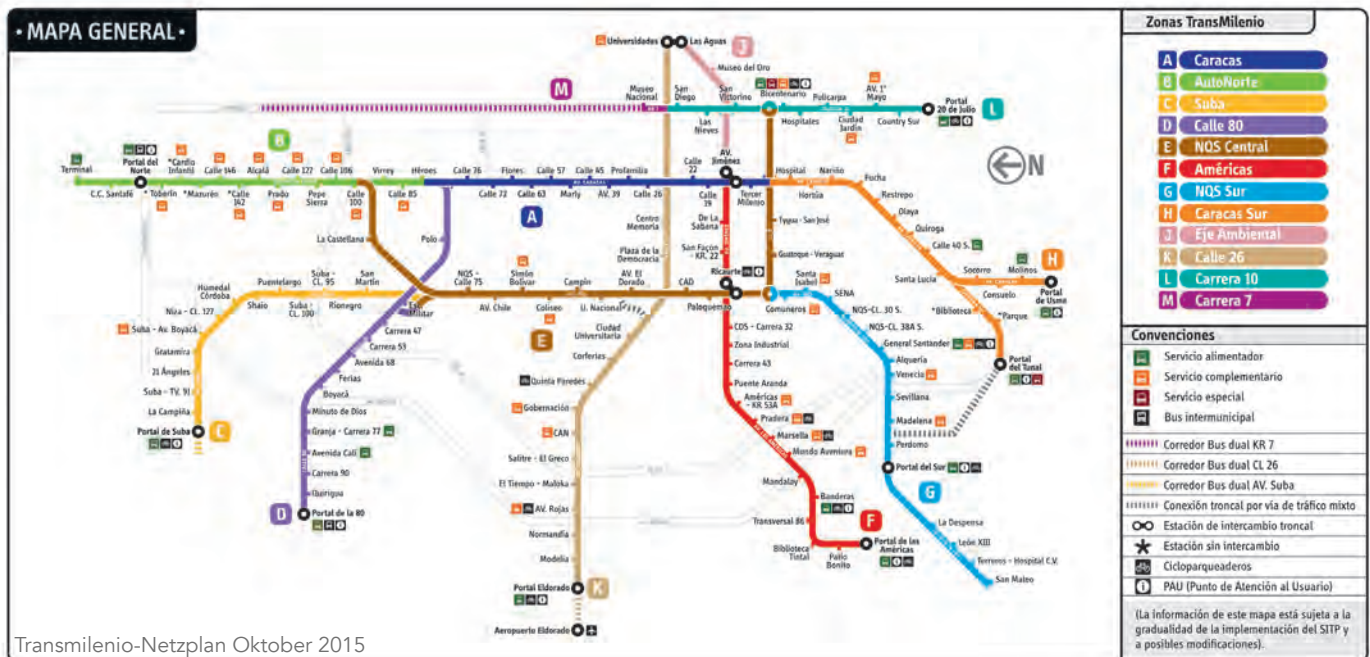 • MAPA GENERAL •
Universidades
Las Aguas
J
Museo del Oro
M
Museo
Nacional
San
Diego
San
Victorino
Bicentenario
Policarpa
AV. 1°
Mayo
Portal
20 de Julio
L
Las
Nieves
Hospitales
Ciudad
Jardín
Country Sur
B
Terminal
Portal del
Norte
*Cardio
Infantil
Calle 146
Alcalá
Calle 127
Calle 106
Virrey
Héroes
Calle 76
Flores
Calle 57
Calle 45
Profamilia
Calle
22
AV.
Jiménez
Hospital
Nariño
N
C.C. Santafé
* Toberín
*Mazurén
*Calle
142
Prado
Pepe
Sierra
Calle
100
Calle 85
Calle 72
Calle 63
Marly
AV. 39
Calle 26
Calle
19
Tercer
Milenio
Hortúa
Fucha
Restrepo
Olaya
Quiroga
Calle 40 S.
A
La Castellana
Polo
Centro
Memoria
Plaza de la
Democracia
De La
Sabana
San Façon
- KR. 22
Ricaurte
Tygua - San José
Guatoque - Veraguas
Santa Lucía
Socorro
Molinos
H
Consuelo
Portal
de Usme
*Biblioteca
*Parque
Portal
del Tunal
Humedal
Córdoba
Puentelargo
Suba -
CL. 95
San
Martín
NQS -
Calle 75
Simón
Bolívar
Campín
AV. El
Dorado
CAD
Santa
Isabel
SENA
Niza - CL. 127
Shaio
Suba -
CL. 100
Rionegro
Esc.
Militar
AV. Chile
Coliseo
U. Nacional
Paloquemao
Comuneros
NQS-CL. 30 S.
NQS-CL. 38A S.
General Santander
Alquería
Venecia
Sevillana
Madelena
Perdomo
Portal del Sur
G
La Despensa
León XIII
Terreros - Hospital C.V.
San Mateo
Suba - Av. Boyacá
Gratamira
21 Ángeles
Suba - TV. 91
La Campiña
Portal de Suba
C
Carrera 47
Carrera 53
Avenida 68
Ferias
Boyacá
Minuto de Dios
Granja - Carrera 77
Avenida Cali
Carrera 90
Quirigua
D
Portal de la 80
E
Ciudad
Universitaria
Corferias
Quinta Paredes
Gobernación
CAN
Salitre - El Greco
El Tiempo - Maloka
AV. Rojas
Normandía
Modelia
Portal Eldorado
K
Aeropuerto Eldorado
CDS - Carrera 32
Zona Industrial
Carrera 43
Puente Aranda
Américas
- KR 53A
Pradera
Marsella
Mundo Aventura
Mandalay
Banderas
Transversal 86
F
Biblioteca
Tintal
Patio
Bonito
Portal de las
Américas
Zonas TransMilenio
A Caracas
B AutoNorte
C Suba
D Calle 80
E NQS Central
F Américas
G NQS Sur
H Caracas Sur
J Eje Ambiental
K Calle 26
L Carrera 10
M Carrera 7
Convenciones
Servicio alimentador
Servicio complementario
Servicio especial
Bus intermunicipal
Corredor Bus dual KR 7
Corredor Bus dual CL 26
Corredor Bus dual AV. Suba
Conexión troncal por vía de tráfico mixto
Estación de intercambio troncal
Estación sin intercambio
Cicloparqueaderos
PAU (Punto de Atención al Usuario)
(La información de este mapa está sujeta a la
gradualidad de la implementación del SITP y
a posibles modificaciones).
Transmilenio-Netzplan Oktober 2015